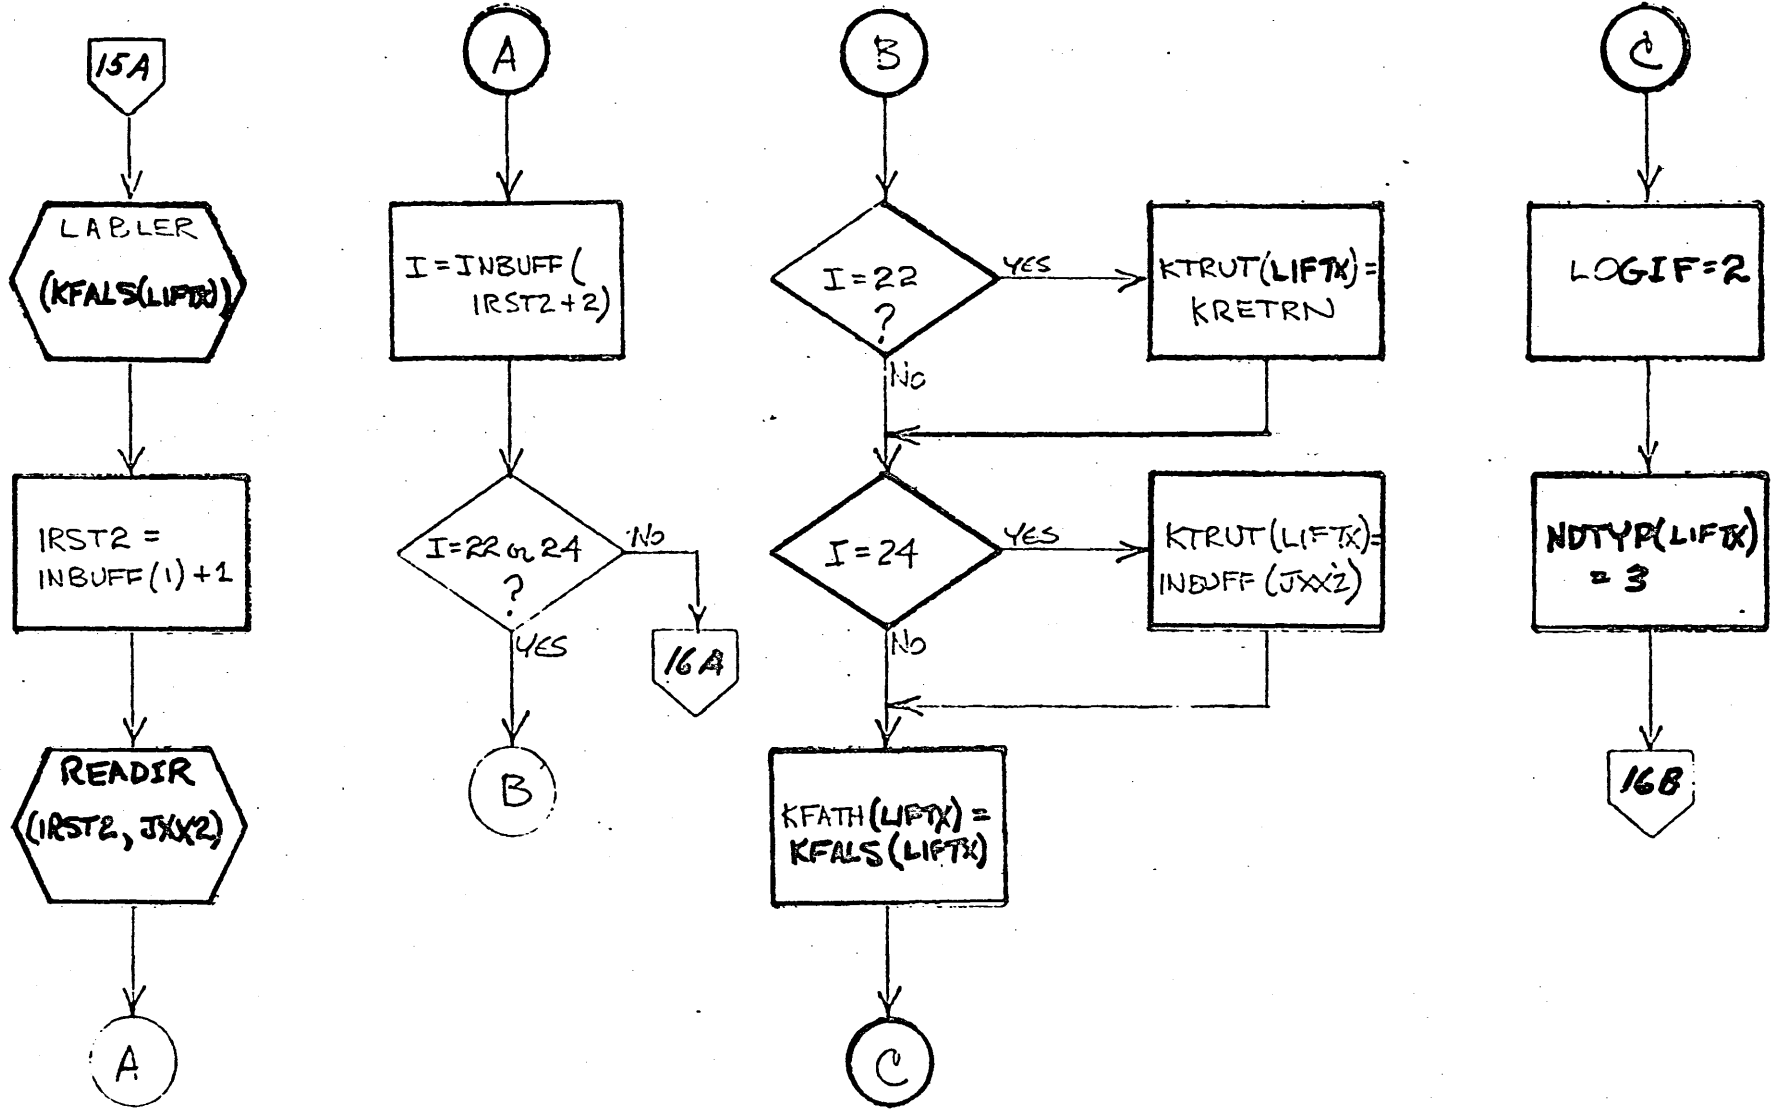 15A
LABLER
(KFALS(LIFTX))
IRST2 =
INBUFF(1)+1
READIR
(IRST2, JXX2)
A
A
I=INBUFF(
IRST2+2)
I=22 or 24
?
NO
YES
16A
B
B
I=22
?
YES
NO
KTRUT(LIFTX)=
KRETRN
I=24
YES
NO
KTRUT(LIFTX)=
INBUFF(JXX2)
KFATH(LIFTX)=
KFALS(LIFTX)
C
C
LOGIF=2
NDTYP(LIFTX)
= 3
16B